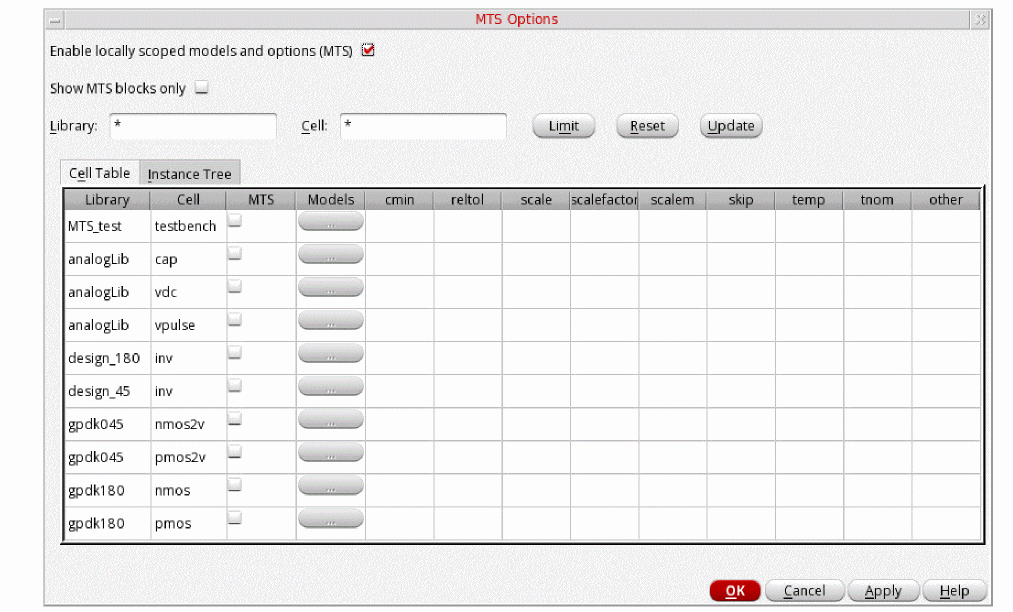 MTS Options
Enable locally scoped models and options (MTS)
Show MTS blocks only
Library: * Cell: * Limit Reset Update
Cell Table Instance Tree
Library Cell MTS Models cmin reltol scale scalefactor scalem skip temp tnom other
MTS_test testbench ...
analogLib cap ...
analogLib vdc ...
analogLib vpulse ...
design_180 inv ...
design_45 inv ...
gpdk045 nmos2v ...
gpdk045 pmos2v ...
gpdk180 nmos ...
gpdk180 pmos ...
OK Cancel Apply Help